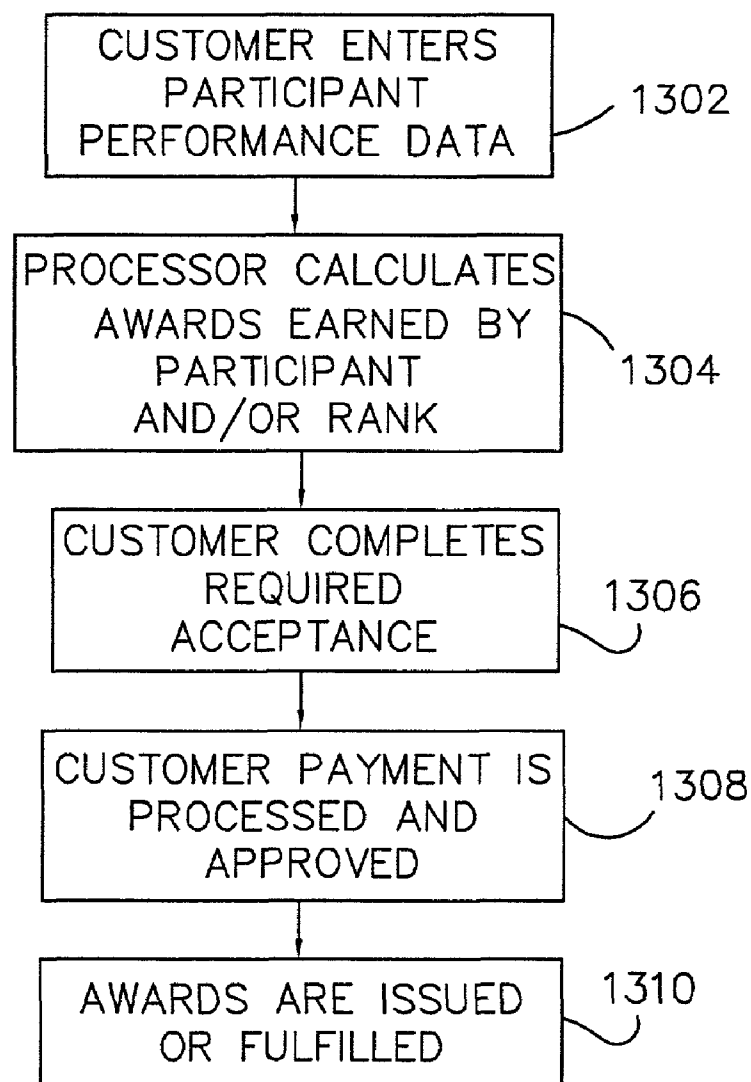 CUSTOMER ENTERS
PARTICIPANT
PERFORMANCE DATA
1302
PROCESSOR CALCULATES
AWARDS EARNED BY
PARTICIPANT
AND/OR RANK
1304
CUSTOMER COMPLETES
REQUIRED
ACCEPTANCE
1306
CUSTOMER PAYMENT IS
PROCESSED AND
APPROVED
1308
AWARDS ARE ISSUED
OR FULFILLED
1310